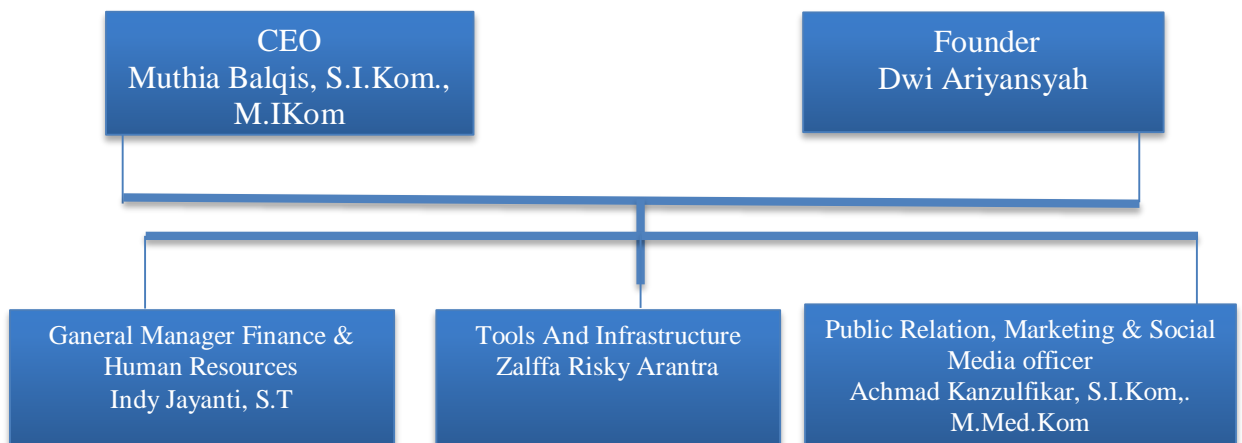 CEO
Muthia Balqis, S.I.Kom.,
M.IKom
Founder
Dwi Ariyansyah
Ganeral Manager Finance &
Human Resources
Indy Jayanti, S.T
Tools And Infrastructure
Zalffa Risky Arantra
Public Relation, Marketing & Social
Media officer
Achmad Kanzulfikar, S.I.Kom,.
M.Med.Kom